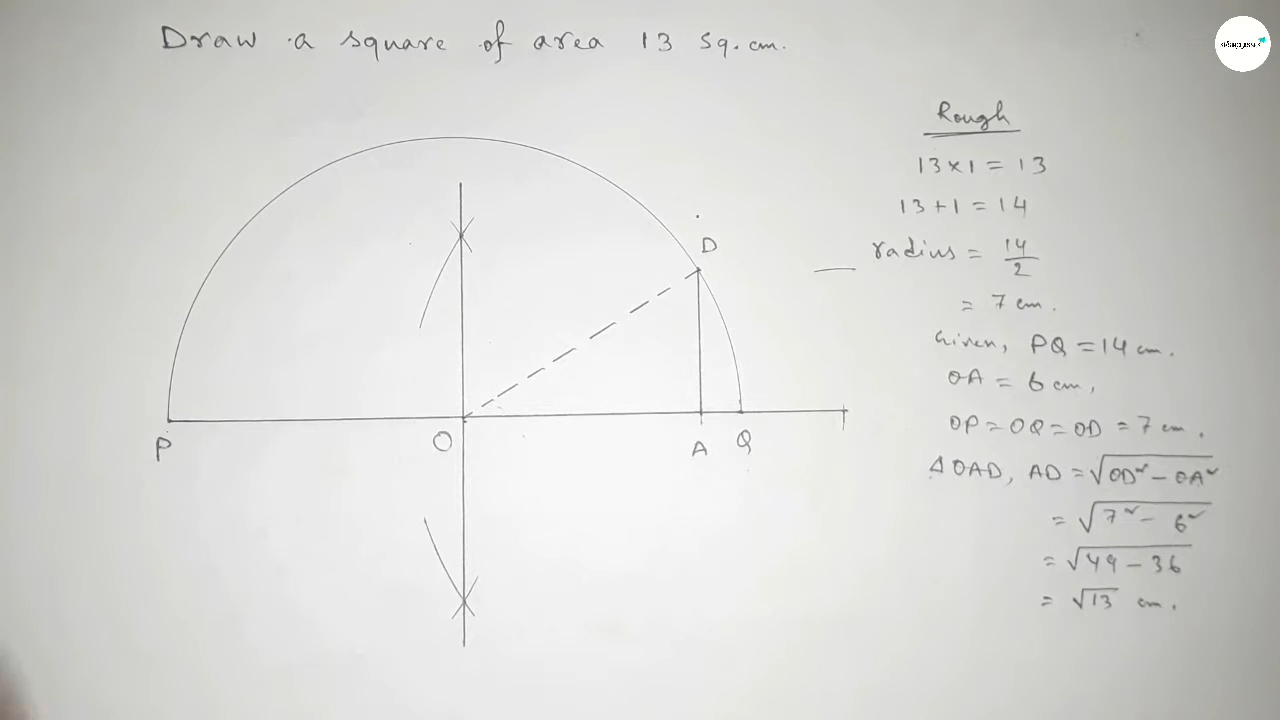 Draw a square of area 13 sq.cm.
Rough
13×1 = 13
13+1 = 14
radius = 14/2
= 7 cm.
Given, PQ = 14 cm.
OA = 6 cm,
OP = OQ = OD = 7 cm.
Δ OAD, AD = √OD² - OA²
= √7² - 6²
= √49 - 36
= √13 cm.
D
P
O
A
Q